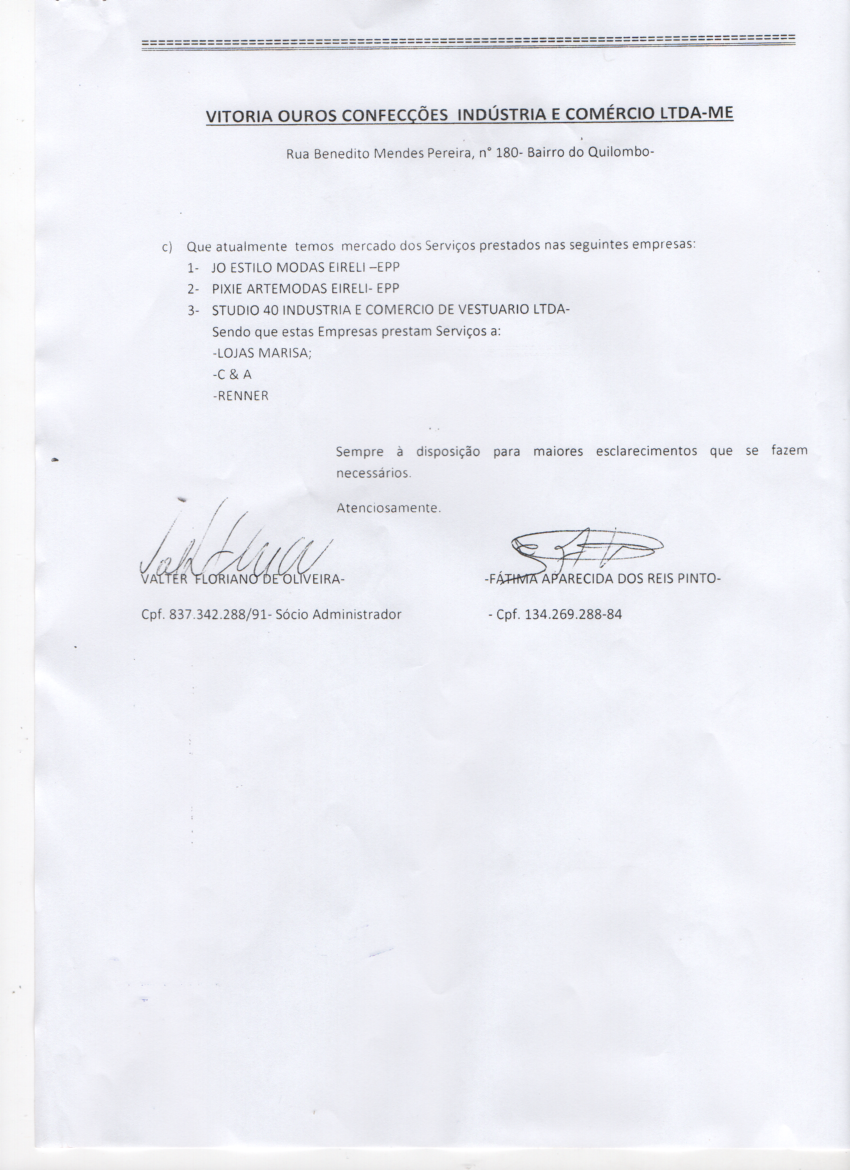 ================================================================================
VITORIA OUROS CONFECÇÕES INDÚSTRIA E COMÉRCIO LTDA-ME
Rua Benedito Mendes Pereira, n° 180- Bairro do Quilombo-
c) Que atualmente temos mercado dos Serviços prestados nas seguintes empresas:
1- JO ESTILO MODAS EIRELI –EPP
2- PIXIE ARTEMODAS EIRELI- EPP
3- STUDIO 40 INDUSTRIA E COMERCIO DE VESTUARIO LTDA-
Sendo que estas Empresas prestam Serviços a:
-LOJAS MARISA;
-C & A
-RENNER
Sempre à disposição para maiores esclarecimentos que se fazem
necessários.
Atenciosamente.
VALTER FLORIANO DE OLIVEIRA- -FÁTIMA APARECIDA DOS REIS PINTO-
Cpf. 837.342.288/91- Sócio Administrador - Cpf. 134.269.288-84